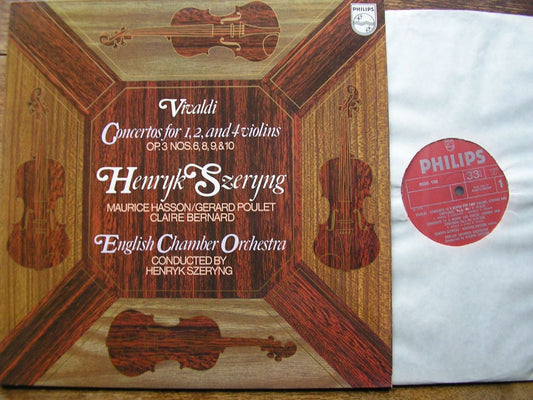 PHILIPS
Vivaldi
Concertos for 1, 2, and 4 violins
OP. 3 NOS. 6, 8, 9, & 10
Henryk Szeryng
MAURICE HASSON/GERARD POULET
CLAIRE BERNARD
English Chamber Orchestra
CONDUCTED BY
HENRYK SZERYNG
PHILIPS
33
1